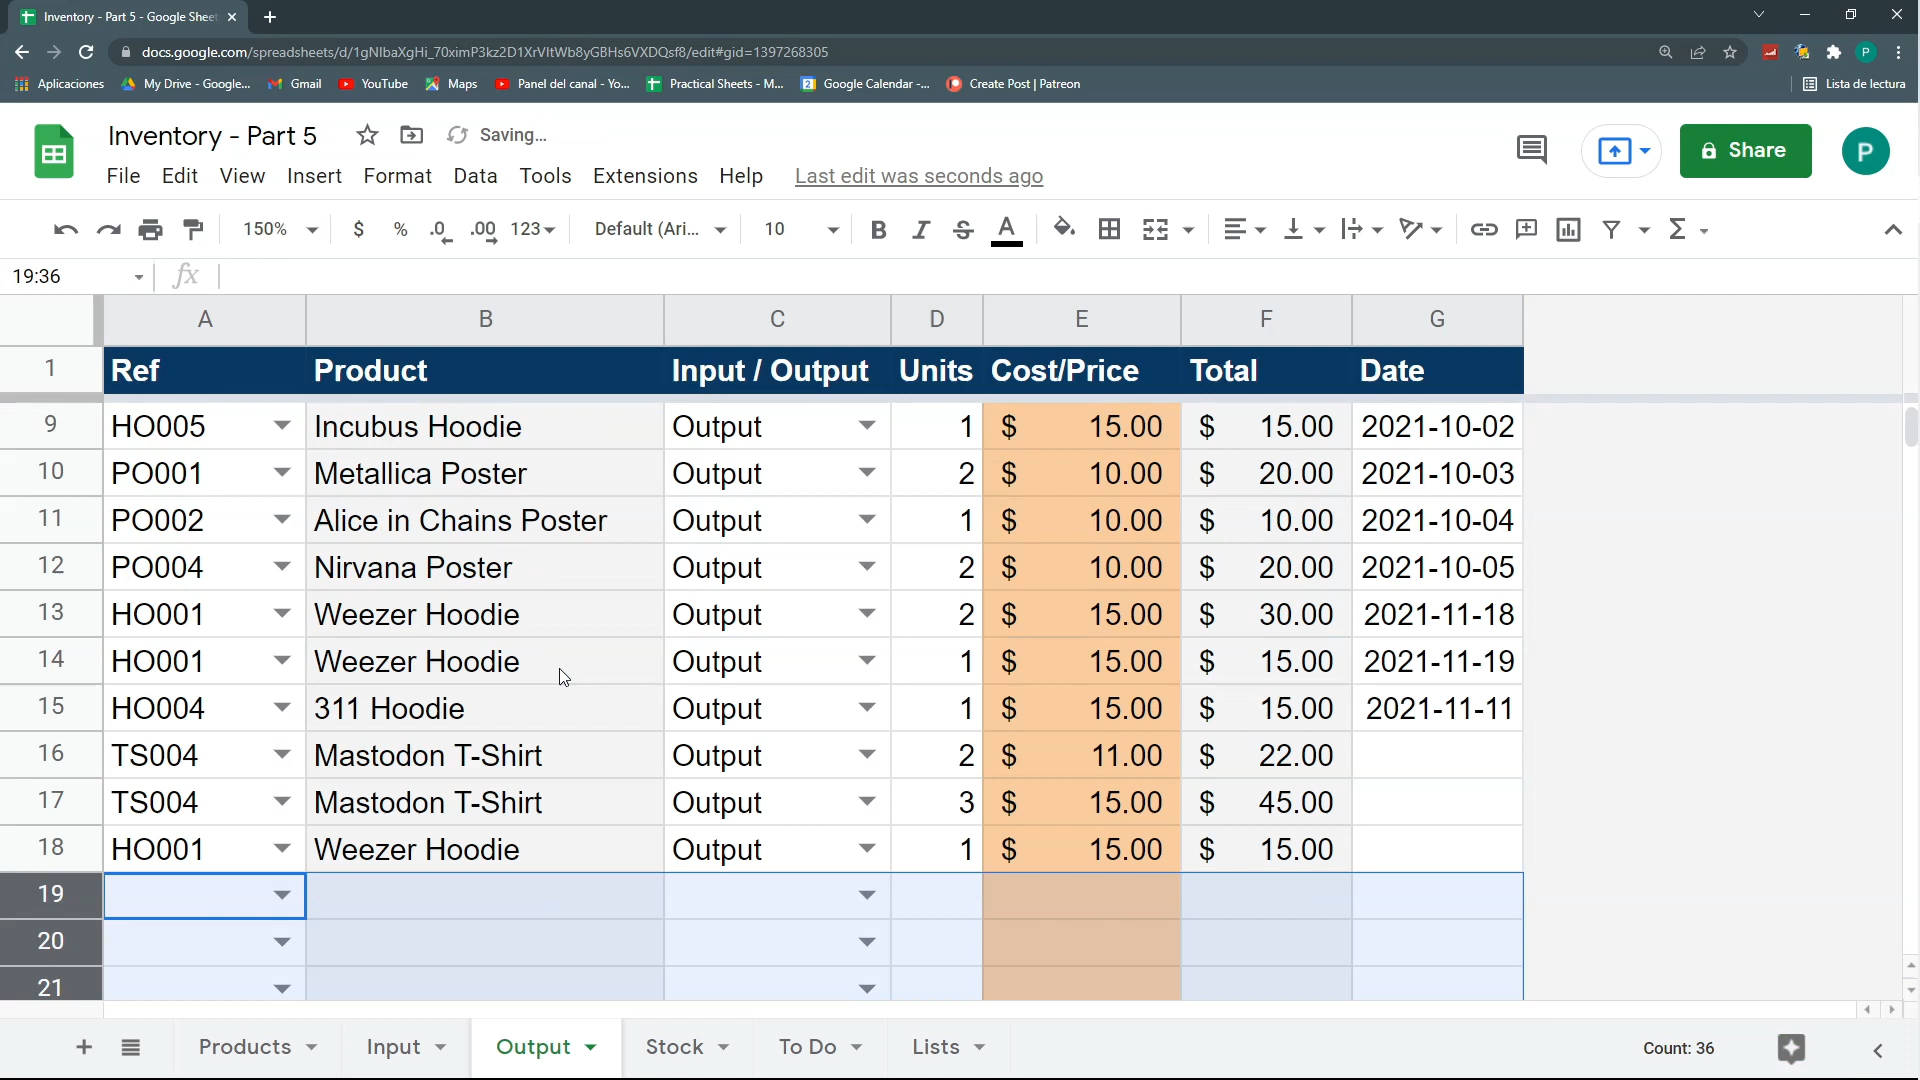 Inventory - Part 5 - Google Sheet
docs.google.com/spreadsheets/d/1gNlbaXgHi_70ximP3kz2D1XrVItWb8yGBHs6VXDQsf8/edit#gid=1397268305
P
Aplicaciones My Drive - Google... Gmail YouTube Maps Panel del canal - Yo... Practical Sheets - M... Google Calendar -... Create Post | Patreon Lista de lectura
Inventory - Part 5 Saving...
Share P
File Edit View Insert Format Data Tools Extensions Help Last edit was seconds ago
150% $ % .0 .00 123 Default (Ari... 10 B I S A Σ
19:36 fx
A B C D E F G
1 Ref Product Input / Output Units Cost/Price Total Date
9 HO005 Incubus Hoodie Output 1 $ 15.00 $ 15.00 2021-10-02
10 PO001 Metallica Poster Output 2 $ 10.00 $ 20.00 2021-10-03
11 PO002 Alice in Chains Poster Output 1 $ 10.00 $ 10.00 2021-10-04
12 PO004 Nirvana Poster Output 2 $ 10.00 $ 20.00 2021-10-05
13 HO001 Weezer Hoodie Output 2 $ 15.00 $ 30.00 2021-11-18
14 HO001 Weezer Hoodie Output 1 $ 15.00 $ 15.00 2021-11-19
15 HO004 311 Hoodie Output 1 $ 15.00 $ 15.00 2021-11-11
16 TS004 Mastodon T-Shirt Output 2 $ 11.00 $ 22.00
17 TS004 Mastodon T-Shirt Output 3 $ 15.00 $ 45.00
18 HO001 Weezer Hoodie Output 1 $ 15.00 $ 15.00
19
20
21
Products Input Output Stock To Do Lists Count: 36